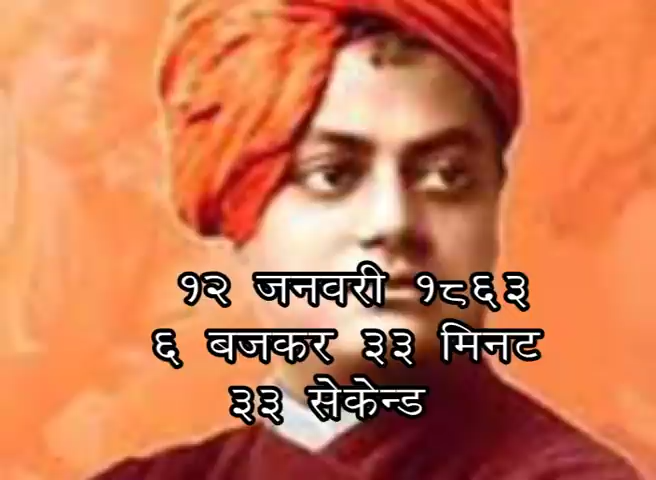 १२ जनवरी १८६३
६ बजकर ३३ मिनट
३३ सेकेन्ड